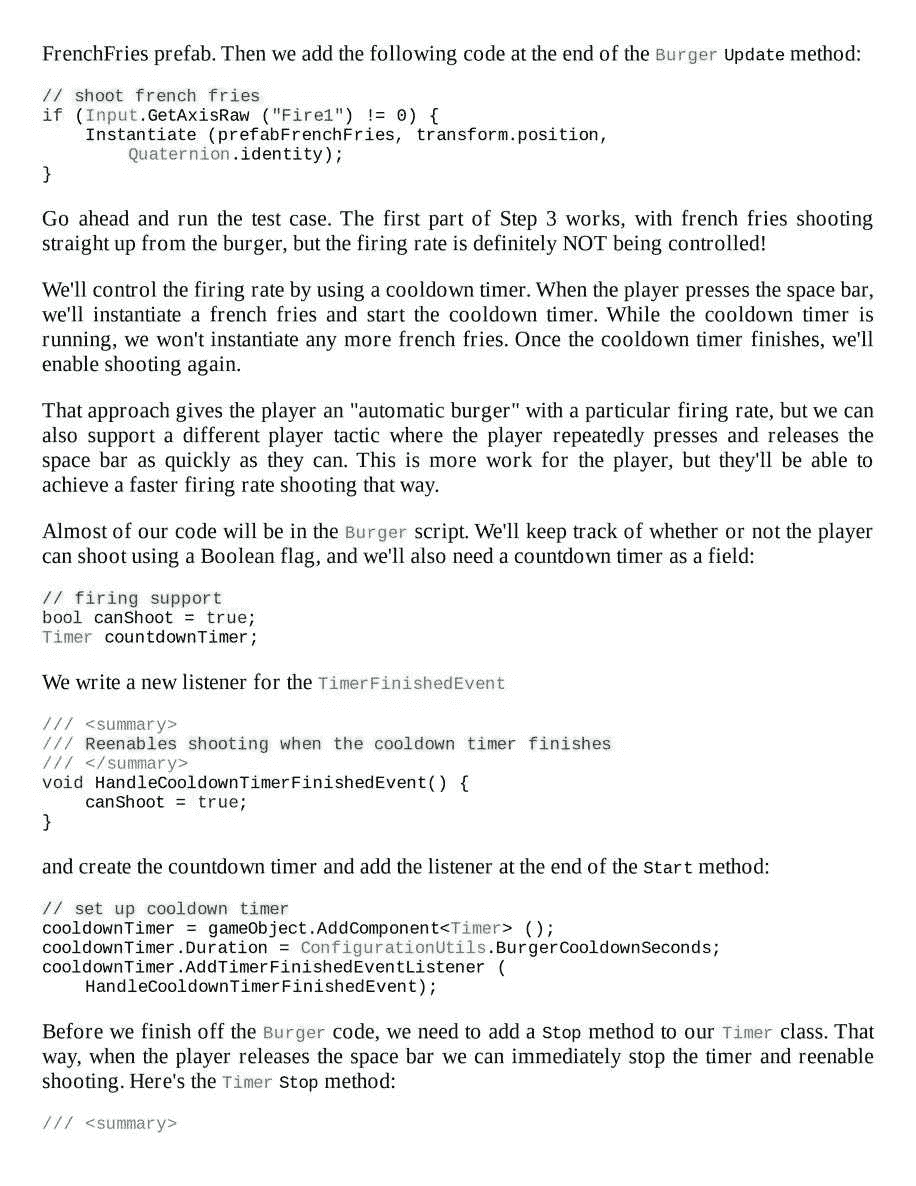 FrenchFries prefab. Then we add the following code at the end of the Burger Update method:
// shoot french fries
if (Input.GetAxisRaw ("Fire1") != 0) {
    Instantiate (prefabFrenchFries, transform.position,
        Quaternion.identity);
}
Go ahead and run the test case. The first part of Step 3 works, with french fries shooting
straight up from the burger, but the firing rate is definitely NOT being controlled!
We'll control the firing rate by using a cooldown timer. When the player presses the space bar,
we'll instantiate a french fries and start the cooldown timer. While the cooldown timer is
running, we won't instantiate any more french fries. Once the cooldown timer finishes, we'll
enable shooting again.
That approach gives the player an "automatic burger" with a particular firing rate, but we can
also support a different player tactic where the player repeatedly presses and releases the
space bar as quickly as they can. This is more work for the player, but they'll be able to
achieve a faster firing rate shooting that way.
Almost of our code will be in the Burger script. We'll keep track of whether or not the player
can shoot using a Boolean flag, and we'll also need a countdown timer as a field:
// firing support
bool canShoot = true;
Timer countdownTimer;
We write a new listener for the TimerFinishedEvent
/// <summary>
/// Reenables shooting when the cooldown timer finishes
/// </summary>
void HandleCooldownTimerFinishedEvent() {
    canShoot = true;
}
and create the countdown timer and add the listener at the end of the Start method:
// set up cooldown timer
cooldownTimer = gameObject.AddComponent<Timer> ();
cooldownTimer.Duration = ConfigurationUtils.BurgerCooldownSeconds;
cooldownTimer.AddTimerFinishedEventListener (
    HandleCooldownTimerFinishedEvent);
Before we finish off the Burger code, we need to add a Stop method to our Timer class. That
way, when the player releases the space bar we can immediately stop the timer and reenable
shooting. Here's the Timer Stop method:
/// <summary>